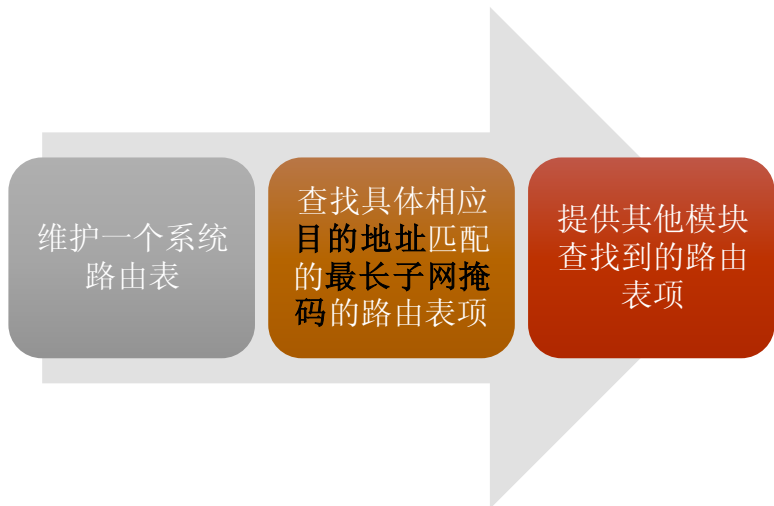 维护一个系统
路由表
查找具体相应
目的地址匹配
的最长子网掩
码的路由表项
提供其他模块
查找到的路由
表项